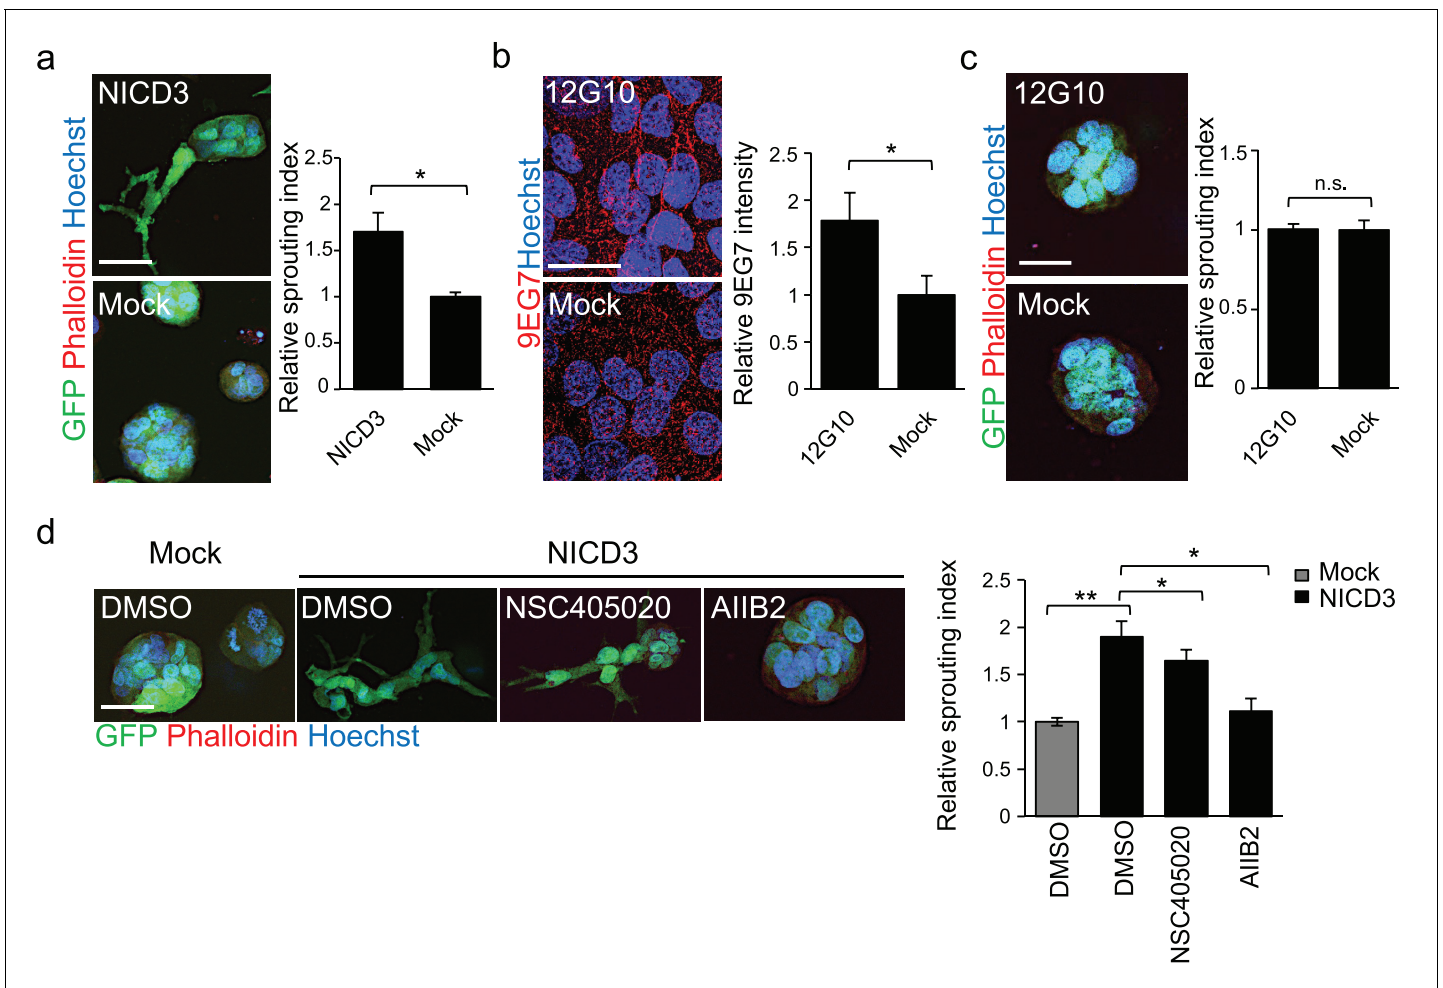 a
NICD3
Mock
GFP Phalloidin Hoechst
Relative sprouting index
2.5
2
1.5
1
0.5
0
*
NICD3
Mock
b
12G10
Mock
9EG7Hoechst
Relative 9EG7 intensity
2.5
2
1.5
1
0.5
0
*
12G10
Mock
c
12G10
Mock
GFP Phalloidin Hoechst
Relative sprouting index
1.5
1
0.5
0
n.s.
12G10
Mock
d
Mock
NICD3
DMSO
DMSO
NSC405020
AIIB2
GFP Phalloidin Hoechst
Relative sprouting index
2.5
2
1.5
1
0.5
0
**
*
*
Mock
NICD3
DMSO
DMSO
NSC405020
AIIB2